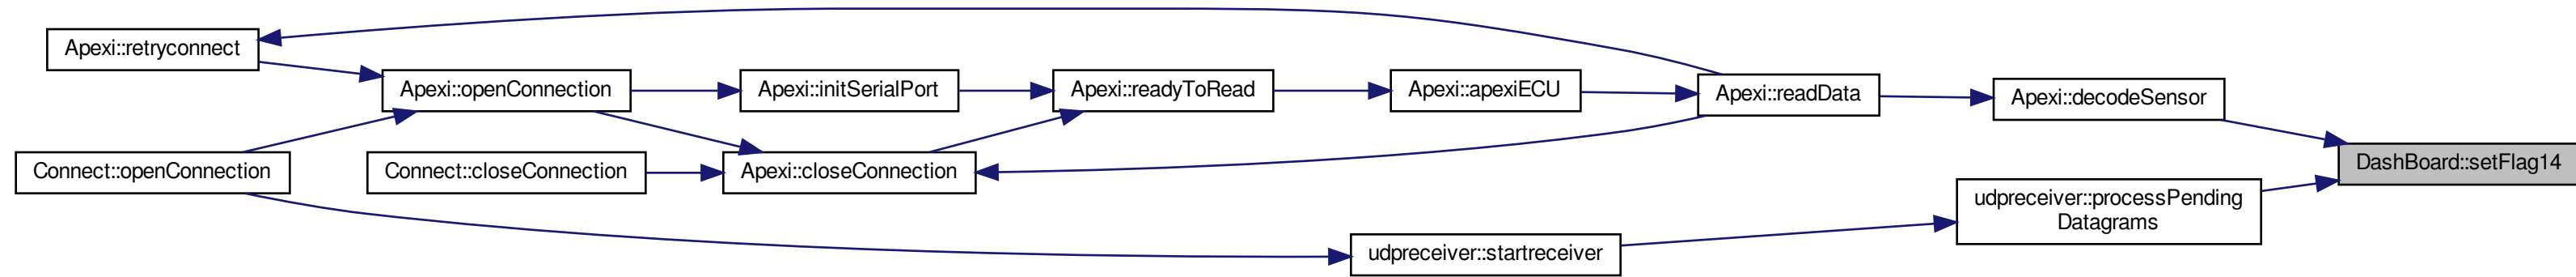 Apexi::retryconnect
Apexi::openConnection
Apexi::initSerialPort
Apexi::readyToRead
Apexi::apexiECU
Apexi::readData
Apexi::decodeSensor
Connect::openConnection
Connect::closeConnection
Apexi::closeConnection
DashBoard::setFlag14
udpreceiver::processPending
Datagrams
udpreceiver::startreceiver